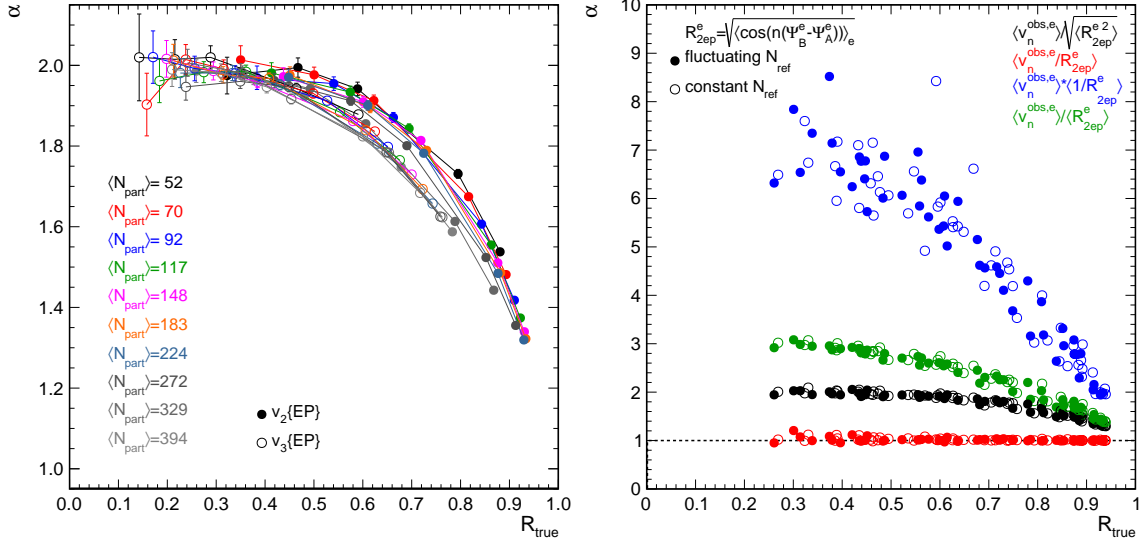 α
2.0
1.8
1.6
1.4
1.2
1.0
0.0 0.1 0.2 0.3 0.4 0.5 0.6 0.7 0.8 0.9 1.0
R_true
⟨N_part⟩= 52
⟨N_part⟩= 70
⟨N_part⟩= 92
⟨N_part⟩=117
⟨N_part⟩=148
⟨N_part⟩=183
⟨N_part⟩=224
⟨N_part⟩=272
⟨N_part⟩=329
⟨N_part⟩=394
v_2{EP}
v_3{EP}
α
10
9
8
7
6
5
4
3
2
1
0
0 0.1 0.2 0.3 0.4 0.5 0.6 0.7 0.8 0.9 1
R_true
R^e_2ep=√⟨cos(n(Ψ^e_B-Ψ^e_A))⟩_e
fluctuating N_ref
constant N_ref
⟨v_n^obs,e⟩/√⟨R^e 2_2ep⟩
⟨v_n^obs,e/R^e_2ep⟩
⟨v_n^obs,e⟩*⟨1/R^e_2ep⟩
⟨v_n^obs,e⟩/⟨R^e_2ep⟩